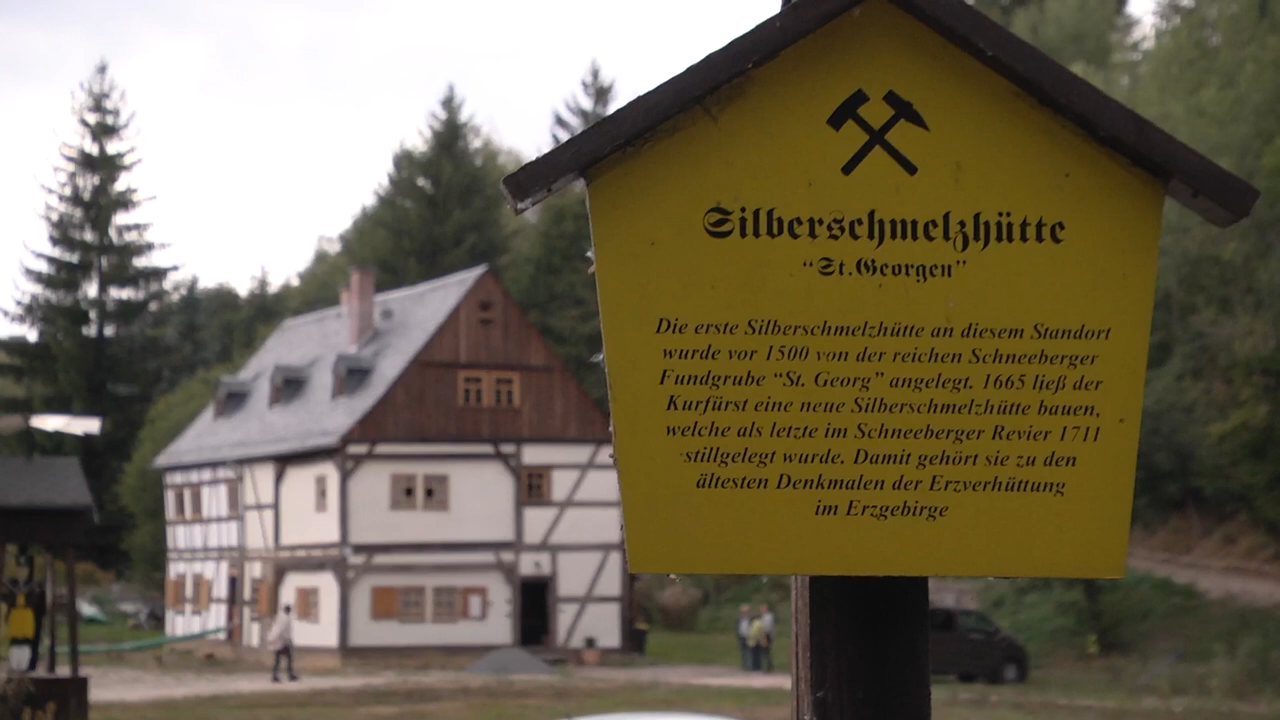 Silberschmelzhütte
“St. Georgen”
Die erste Silberschmelzhütte an diesem Standort
wurde vor 1500 von der reichen Schneeberger
Fundgrube “St. Georg” angelegt. 1665 ließ der
Kurfürst eine neue Silberschmelzhütte bauen,
welche als letzte im Schneeberger Revier 1711
stillgelegt wurde. Damit gehört sie zu den
ältesten Denkmalen der Erzverhüttung
im Erzgebirge